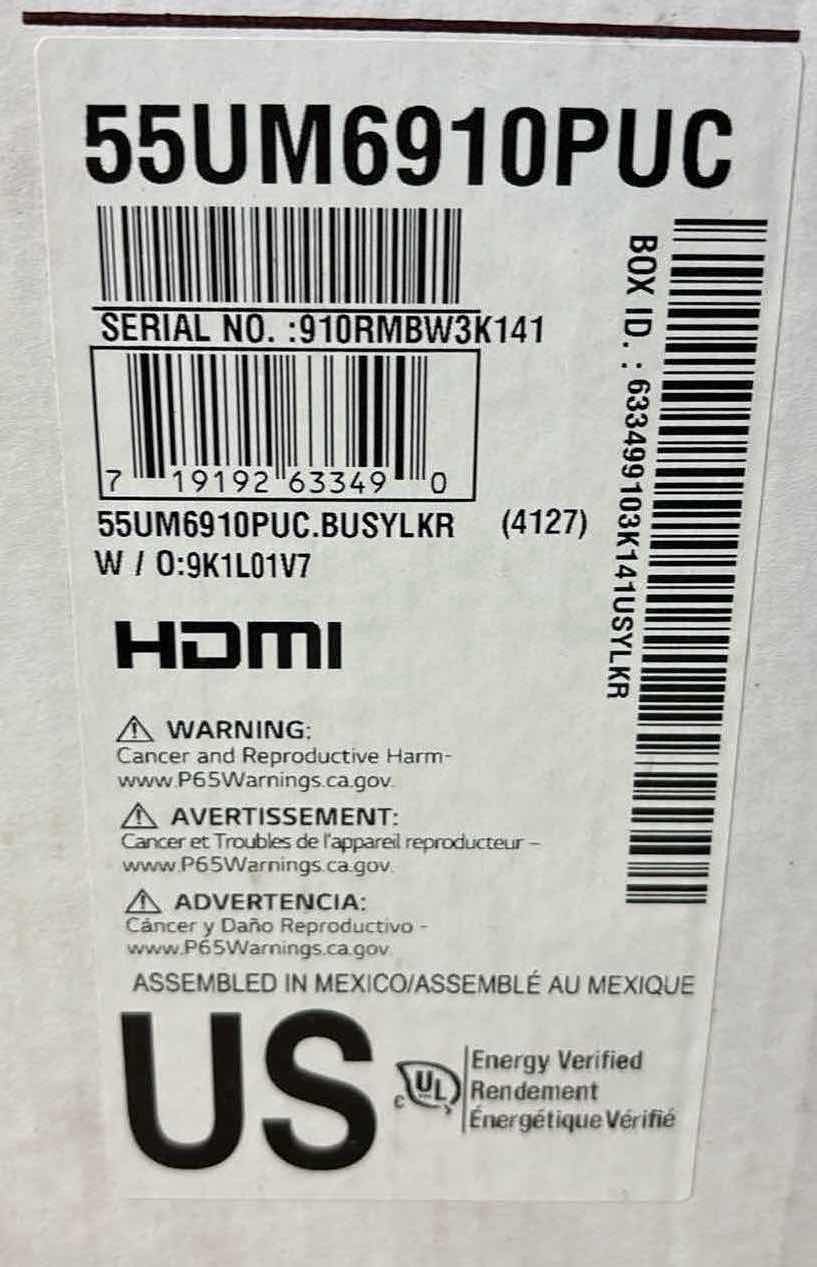 55UM6910PUC
SERIAL NO. :910RMBW3K141
7 19192 63349 0
55UM6910PUC.BUSYLKR (4127)
W / O:9K1L01V7
BOX ID. : 633499103K141USYLKR
HDMI
WARNING:
Cancer and Reproductive Harm-
www.P65Warnings.ca.gov.
AVERTISSEMENT:
Cancer et Troubles de l'appareil reproducteur –
www.P65Warnings.ca.gov.
ADVERTENCIA:
Cáncer y Daño Reproductivo -
www.P65Warnings.ca.gov
ASSEMBLED IN MEXICO/ASSEMBLÉ AU MEXIQUE
US
c UL
Energy Verified
Rendement
Énergétique Vérifié